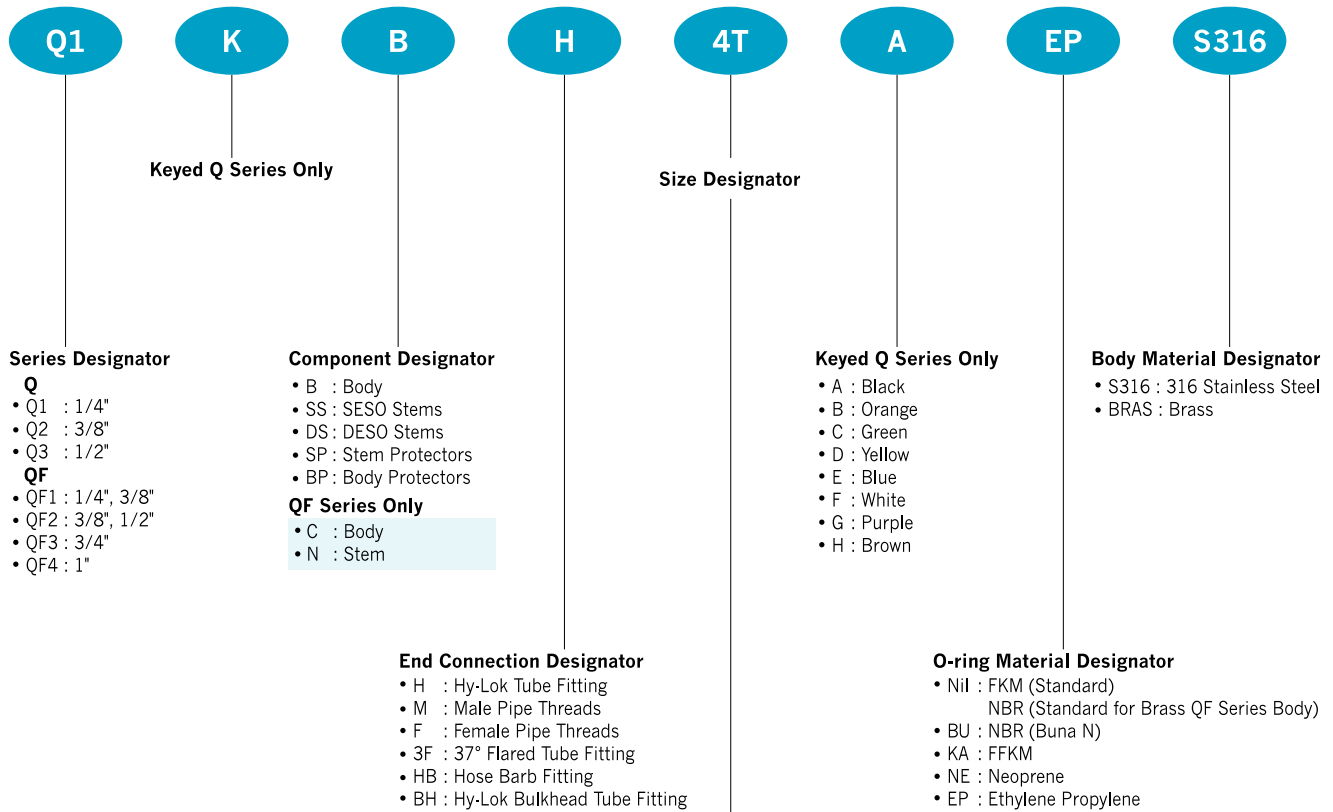 Q1 K B H 4T A EP S316
Keyed Q Series Only
Size Designator
Series Designator
Q
• Q1 : 1/4"
• Q2 : 3/8"
• Q3 : 1/2"
QF
• QF1 : 1/4", 3/8"
• QF2 : 3/8", 1/2"
• QF3 : 3/4"
• QF4 : 1"
Component Designator
• B : Body
• SS : SESO Stems
• DS : DESO Stems
• SP : Stem Protectors
• BP : Body Protectors
QF Series Only
• C : Body
• N : Stem
Keyed Q Series Only
• A : Black
• B : Orange
• C : Green
• D : Yellow
• E : Blue
• F : White
• G : Purple
• H : Brown
Body Material Designator
• S316 : 316 Stainless Steel
• BRAS : Brass
End Connection Designator
• H : Hy-Lok Tube Fitting
• M : Male Pipe Threads
• F : Female Pipe Threads
• 3F : 37° Flared Tube Fitting
• HB : Hose Barb Fitting
• BH : Hy-Lok Bulkhead Tube Fitting
O-ring Material Designator
• Nil : FKM (Standard)
NBR (Standard for Brass QF Series Body)
• BU : NBR (Buna N)
• KA : FFKM
• NE : Neoprene
• EP : Ethylene Propylene